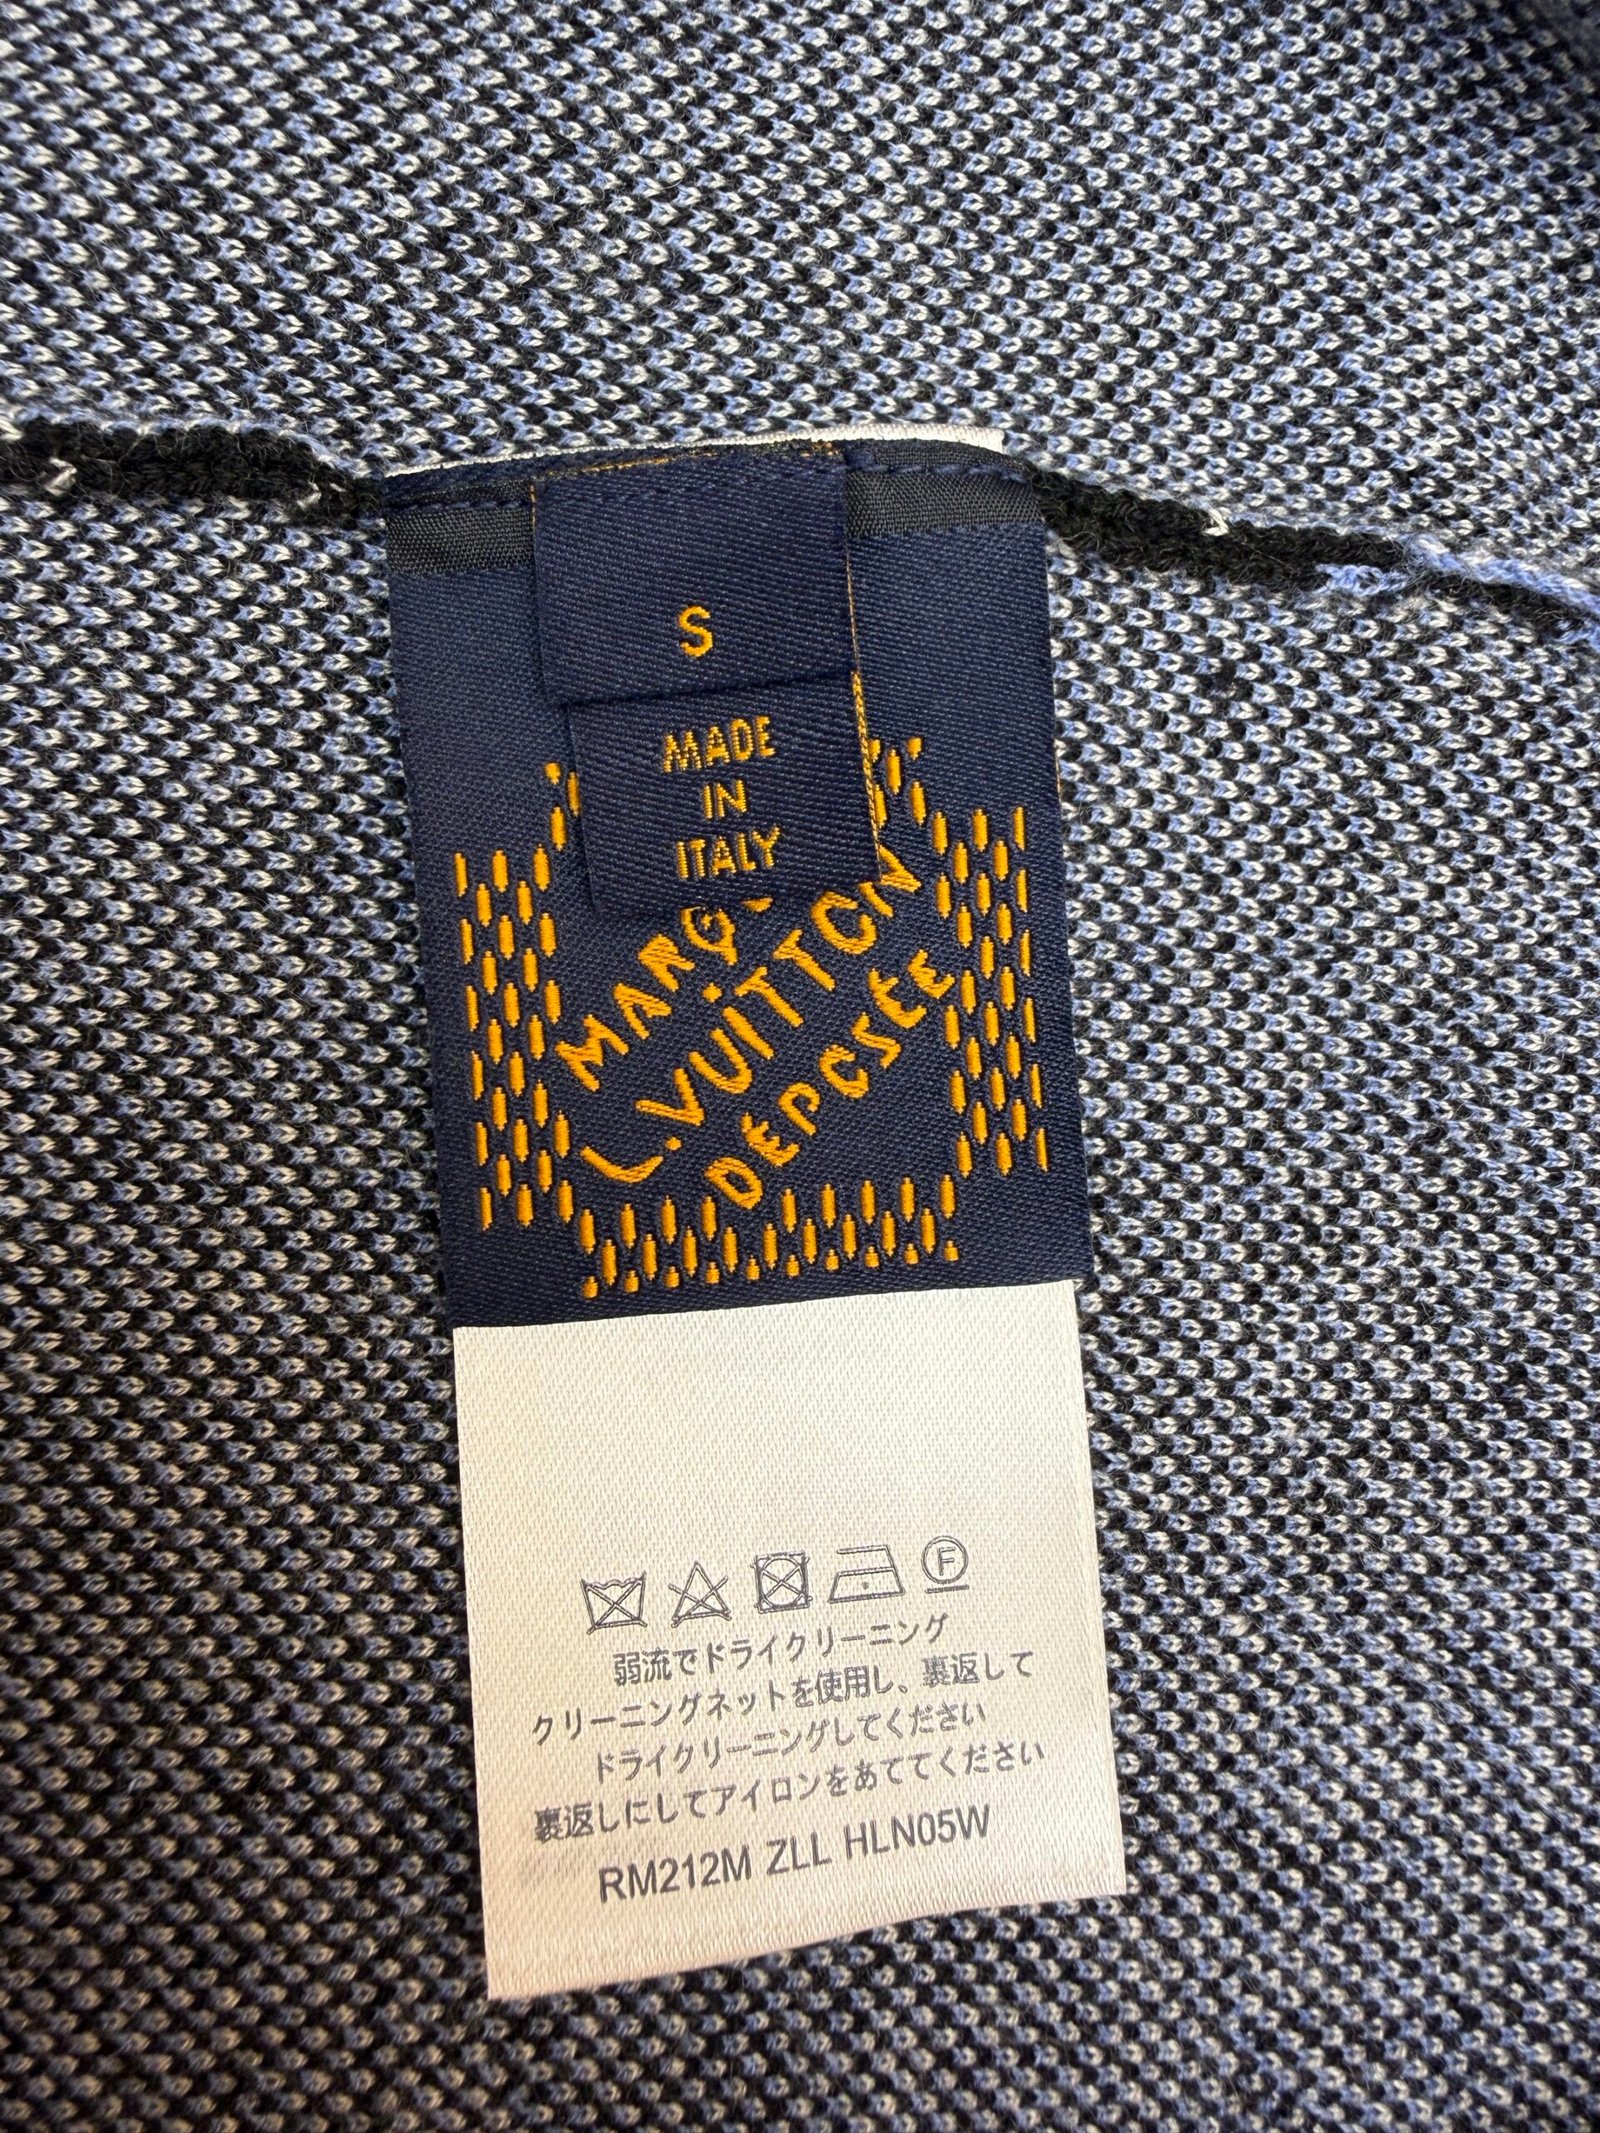 S
MADE
IN
ITALY
L.VUITTON
DÉPOSÉE
F
弱流でドライクリーニング
クリーニングネットを使用し、裏返して
ドライクリーニングしてください
裏返しにしてアイロンをあててください
RM212M ZLL HLN05W